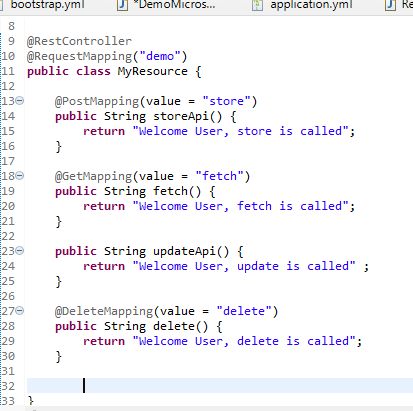 bootstrap.yml *DemoMicros... application.yml Re
8
9 @RestController
10 @RequestMapping("demo")
11 public class MyResource {
12
13 @PostMapping(value = "store")
14 public String storeApi() {
15 return "Welcome User, store is called";
16 }
17
18 @GetMapping(value = "fetch")
19 public String fetch() {
20 return "Welcome User, fetch is called";
21 }
22
23 public String updateApi() {
24 return "Welcome User, update is called" ;
25 }
26
27 @DeleteMapping(value = "delete")
28 public String delete() {
29 return "Welcome User, delete is called";
30 }
31
32
33 }